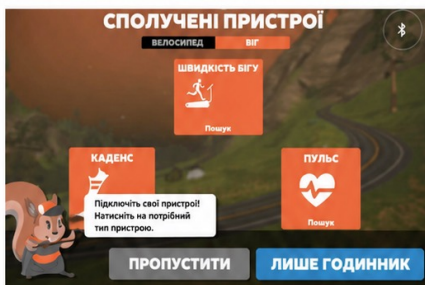 СПОЛУЧЕНІ ПРИСТРОЇ
ВЕЛОСИПЕД БІГ
ШВИДКІСТЬ БІГУ
Пошук
КАДЕНС
ПУЛЬС
Підключіть свої пристрої!
Натисніть на потрібний
тип пристрою.
Пошук
ПРОПУСТИТИ
ЛИШЕ ГОДИННИК